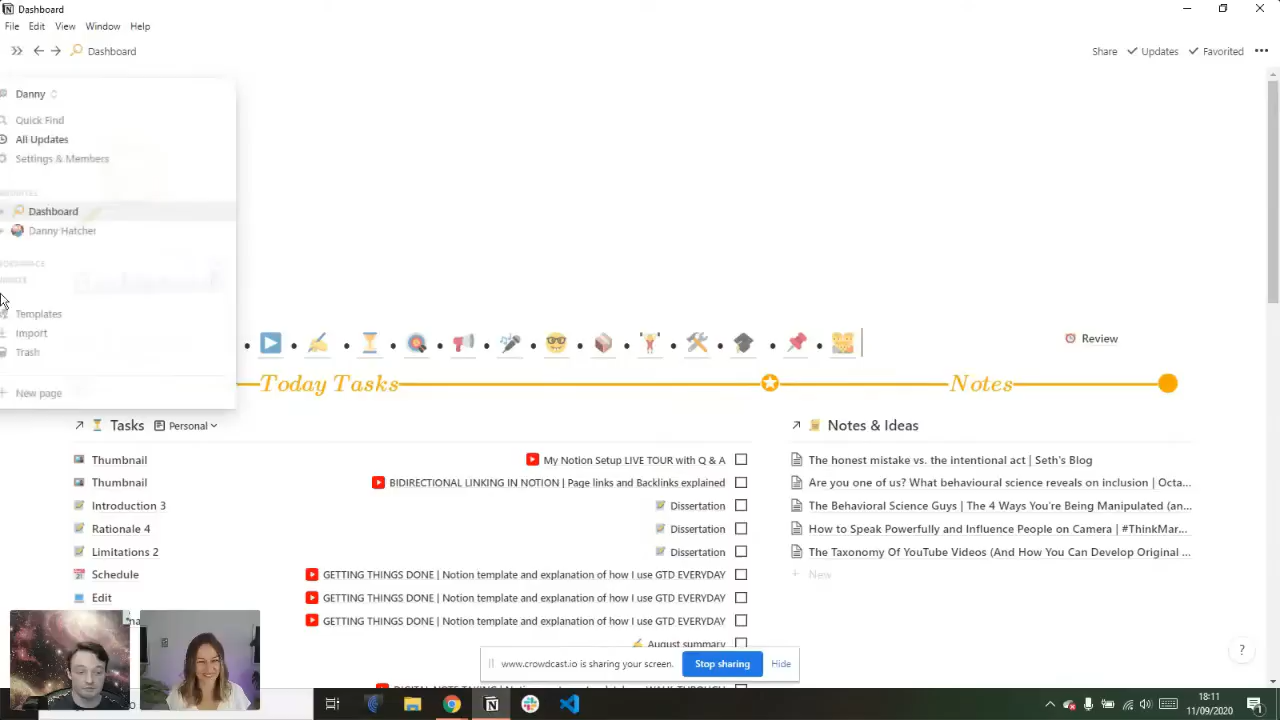 Dashboard
File Edit View Window Help
Dashboard
Share Updates Favorited
Danny
Quick Find
All Updates
Settings & Members
Dashboard
Danny Hatcher
Templates
Import
Trash
New page
Review
Today Tasks
Notes
Tasks Personal
Notes & Ideas
Thumbnail My Notion Setup LIVE TOUR with Q & A
The honest mistake vs. the intentional act | Seth's Blog
Thumbnail BIDIRECTIONAL LINKING IN NOTION | Page links and Backlinks explained
Are you one of us? What behavioural science reveals on inclusion | Octa...
Introduction 3 Dissertation
The Behavioral Science Guys | The 4 Ways You're Being Manipulated (an...
Rationale 4 Dissertation
How to Speak Powerfully and Influence People on Camera | #ThinkMar...
Limitations 2 Dissertation
The Taxonomy Of YouTube Videos (And How You Can Develop Original ...
Schedule GETTING THINGS DONE | Notion template and explanation of how I use GTD EVERYDAY
New
Edit GETTING THINGS DONE | Notion template and explanation of how I use GTD EVERYDAY
GETTING THINGS DONE | Notion template and explanation of how I use GTD EVERYDAY
August summary
www.crowdcast.io is sharing your screen. Stop sharing Hide
?
18:11
11/09/2020